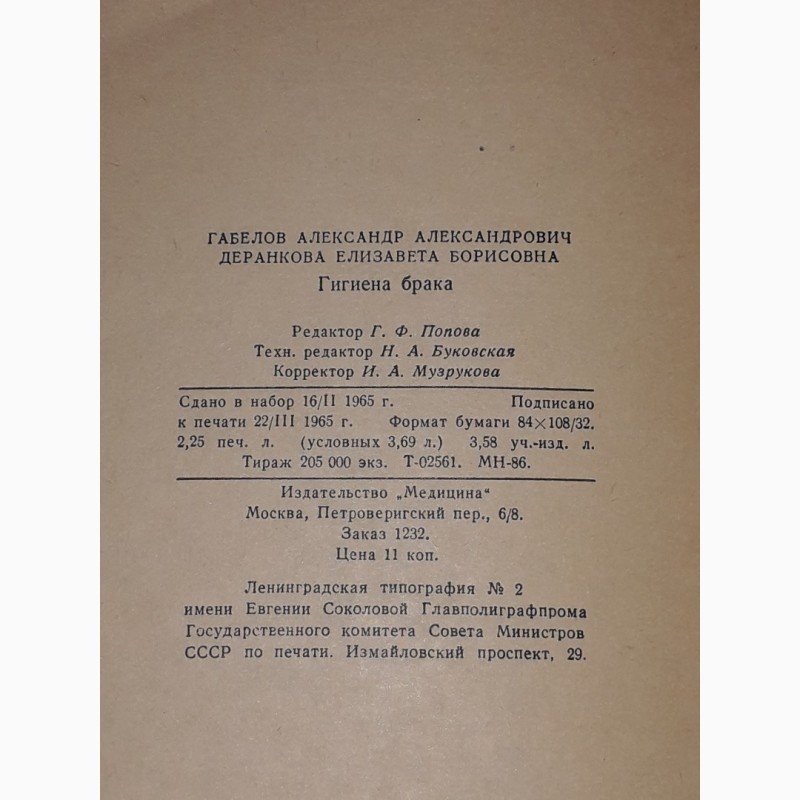 ГАБЕЛОВ АЛЕКСАНДР АЛЕКСАНДРОВИЧ
ДЕРАНКОВА ЕЛИЗАВЕТА БОРИСОВНА
Гигиена брака
Редактор Г. Ф. Попова
Техн. редактор Н. А. Буковская
Корректор И. А. Музрукова
Сдано в набор 16/II 1965 г. Подписано
к печати 22/III 1965 г. Формат бумаги 84×108/32.
2,25 печ. л. (условных 3,69 л.) 3,58 уч.-изд. л.
Тираж 205 000 экз. Т-02561. МН-86.
Издательство „Медицина“
Москва, Петроверигский пер., 6/8.
Заказ 1232.
Цена 11 коп.
Ленинградская типография № 2
имени Евгении Соколовой Главполиграфпрома
Государственного комитета Совета Министров
СССР по печати. Измайловский проспект, 29.